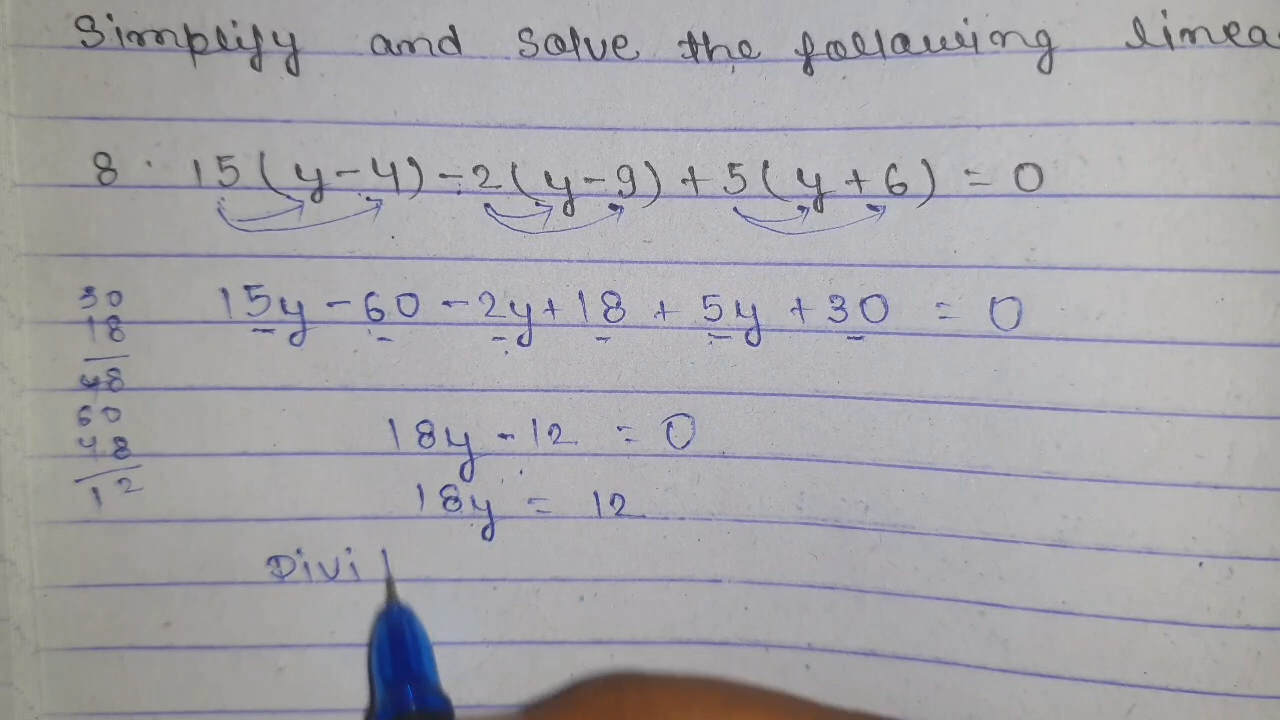 Simplify and solve the following linea
8. 15(y-4)-2(y-9)+5(y+6)=0
15y-60-2y+18+5y+30=0
30
18
48
60
48
12
18y-12=0
18y=12
Divi